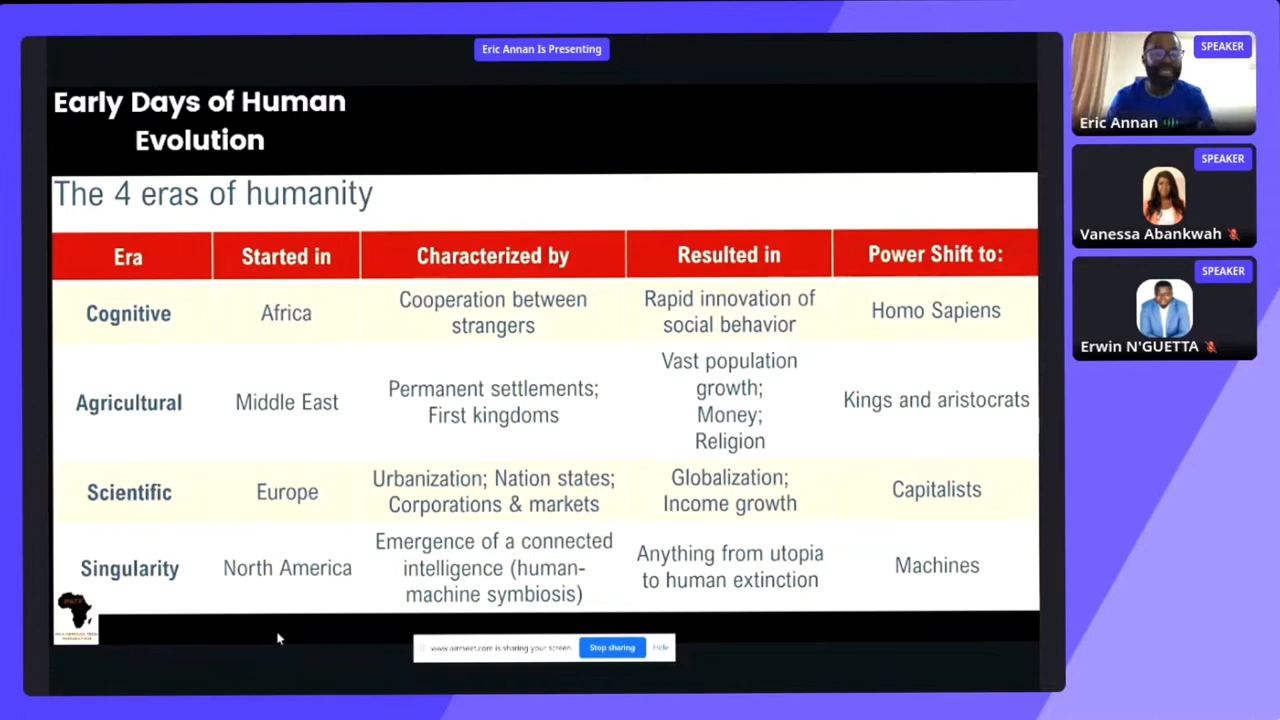 Eric Annan Is Presenting
SPEAKER
Eric Annan
SPEAKER
Vanessa Abankwah
SPEAKER
Erwin N'GUETTA
Early Days of Human
Evolution
The 4 eras of humanity
Era Started in Characterized by Resulted in Power Shift to:
Cognitive
Africa
Cooperation between
strangers
Rapid innovation of
social behavior
Homo Sapiens
Agricultural
Middle East
Permanent settlements;
First kingdoms
Vast population
growth;
Money;
Religion
Kings and aristocrats
Scientific
Europe
Urbanization; Nation states;
Corporations & markets
Globalization;
Income growth
Capitalists
Singularity
North America
Emergence of a connected
intelligence (human-
machine symbiosis)
Anything from utopia
to human extinction
Machines
www.airmeet.com is sharing your screen.
Stop sharing
Hide